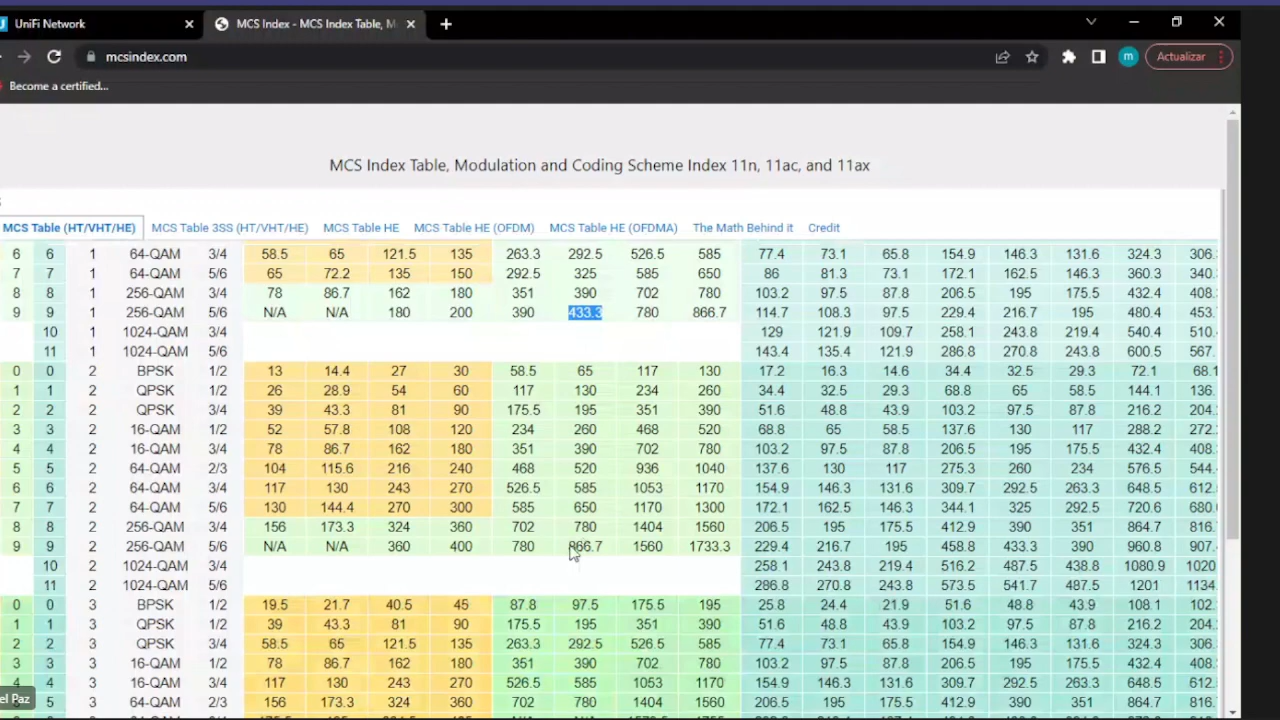 UniFi Network
MCS Index - MCS Index Table, M
mcsindex.com
Actualizar
Become a certified...
m
MCS Index Table, Modulation and Coding Scheme Index 11n, 11ac, and 11ax
MCS Table (HT/VHT/HE) MCS Table 3SS (HT/VHT/HE) MCS Table HE MCS Table HE (OFDM) MCS Table HE (OFDMA) The Math Behind it Credit
6 6 1 64-QAM 3/4 58.5 65 121.5 135 263.3 292.5 526.5 585 77.4 73.1 65.8 154.9 146.3 131.6 324.3 306.
7 7 1 64-QAM 5/6 65 72.2 135 150 292.5 325 585 650 86 81.3 73.1 172.1 162.5 146.3 360.3 340.
8 8 1 256-QAM 3/4 78 86.7 162 180 351 390 702 780 103.2 97.5 87.8 206.5 195 175.5 432.4 408.
9 9 1 256-QAM 5/6 N/A N/A 180 200 390 433.3 780 866.7 114.7 108.3 97.5 229.4 216.7 195 480.4 453.
10 1 1024-QAM 3/4 129 121.9 109.7 258.1 243.8 219.4 540.4 510.
11 1 1024-QAM 5/6 143.4 135.4 121.9 286.8 270.8 243.8 600.5 567.
0 0 2 BPSK 1/2 13 14.4 27 30 58.5 65 117 130 17.2 16.3 14.6 34.4 32.5 29.3 72.1 68.1
1 1 2 QPSK 1/2 26 28.9 54 60 117 130 234 260 34.4 32.5 29.3 68.8 65 58.5 144.1 136.
2 2 2 QPSK 3/4 39 43.3 81 90 175.5 195 351 390 51.6 48.8 43.9 103.2 97.5 87.8 216.2 204.
3 3 2 16-QAM 1/2 52 57.8 108 120 234 260 468 520 68.8 65 58.5 137.6 130 117 288.2 272.
4 4 2 16-QAM 3/4 78 86.7 162 180 351 390 702 780 103.2 97.5 87.8 206.5 195 175.5 432.4 408.
5 5 2 64-QAM 2/3 104 115.6 216 240 468 520 936 1040 137.6 130 117 275.3 260 234 576.5 544.
6 6 2 64-QAM 3/4 117 130 243 270 526.5 585 1053 1170 154.9 146.3 131.6 309.7 292.5 263.3 648.5 612.
7 7 2 64-QAM 5/6 130 144.4 270 300 585 650 1170 1300 172.1 162.5 146.3 344.1 325 292.5 720.6 680.
8 8 2 256-QAM 3/4 156 173.3 324 360 702 780 1404 1560 206.5 195 175.5 412.9 390 351 864.7 816.
9 9 2 256-QAM 5/6 N/A N/A 360 400 780 866.7 1560 1733.3 229.4 216.7 195 458.8 433.3 390 960.8 907.
10 2 1024-QAM 3/4 258.1 243.8 219.4 516.2 487.5 438.8 1080.9 1020
11 2 1024-QAM 5/6 286.8 270.8 243.8 573.5 541.7 487.5 1201 1134.
0 0 3 BPSK 1/2 19.5 21.7 40.5 45 87.8 97.5 175.5 195 25.8 24.4 21.9 51.6 48.8 43.9 108.1 102.
1 1 3 QPSK 1/2 39 43.3 81 90 175.5 195 351 390 51.6 48.8 43.9 103.2 97.5 87.8 216.2 204.
2 2 3 QPSK 3/4 58.5 65 121.5 135 263.3 292.5 526.5 585 77.4 73.1 65.8 154.9 146.3 131.6 324.3 306.
3 3 3 16-QAM 1/2 78 86.7 162 180 351 390 702 780 103.2 97.5 87.8 206.5 195 175.5 432.4 408.
4 4 3 16-QAM 3/4 117 130 243 270 526.5 585 1053 1170 154.9 146.3 131.6 309.7 292.5 263.3 648.5 612.
5 5 3 64-QAM 2/3 156 173.3 324 360 702 780 1404 1560 206.5 195 175.5 412.9 390 351 864.7 816.
el Paz